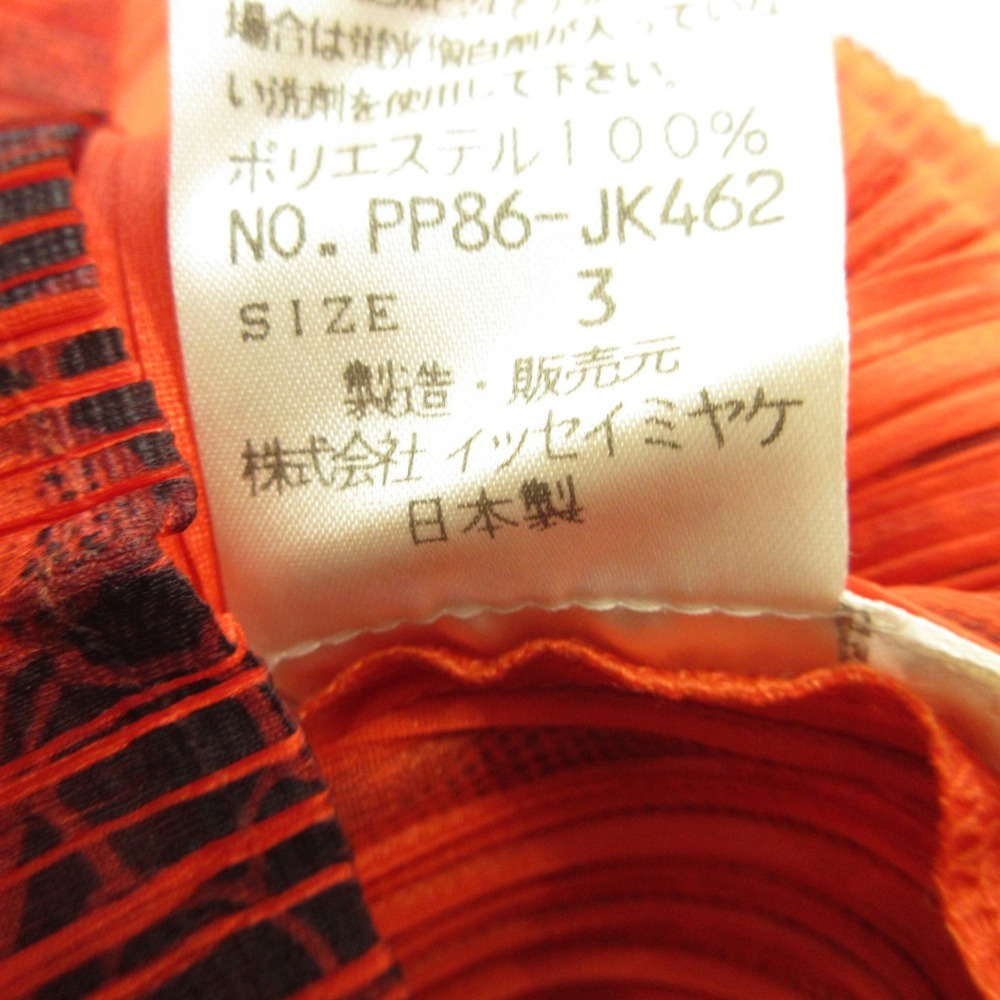 場合は蛍光増白剤が入っていな
い洗剤を使用して下さい。
ポリエステル100%
NO. PP86-JK462
SIZE 3
製造・販売元
株式会社 イッセイミヤケ
日本製